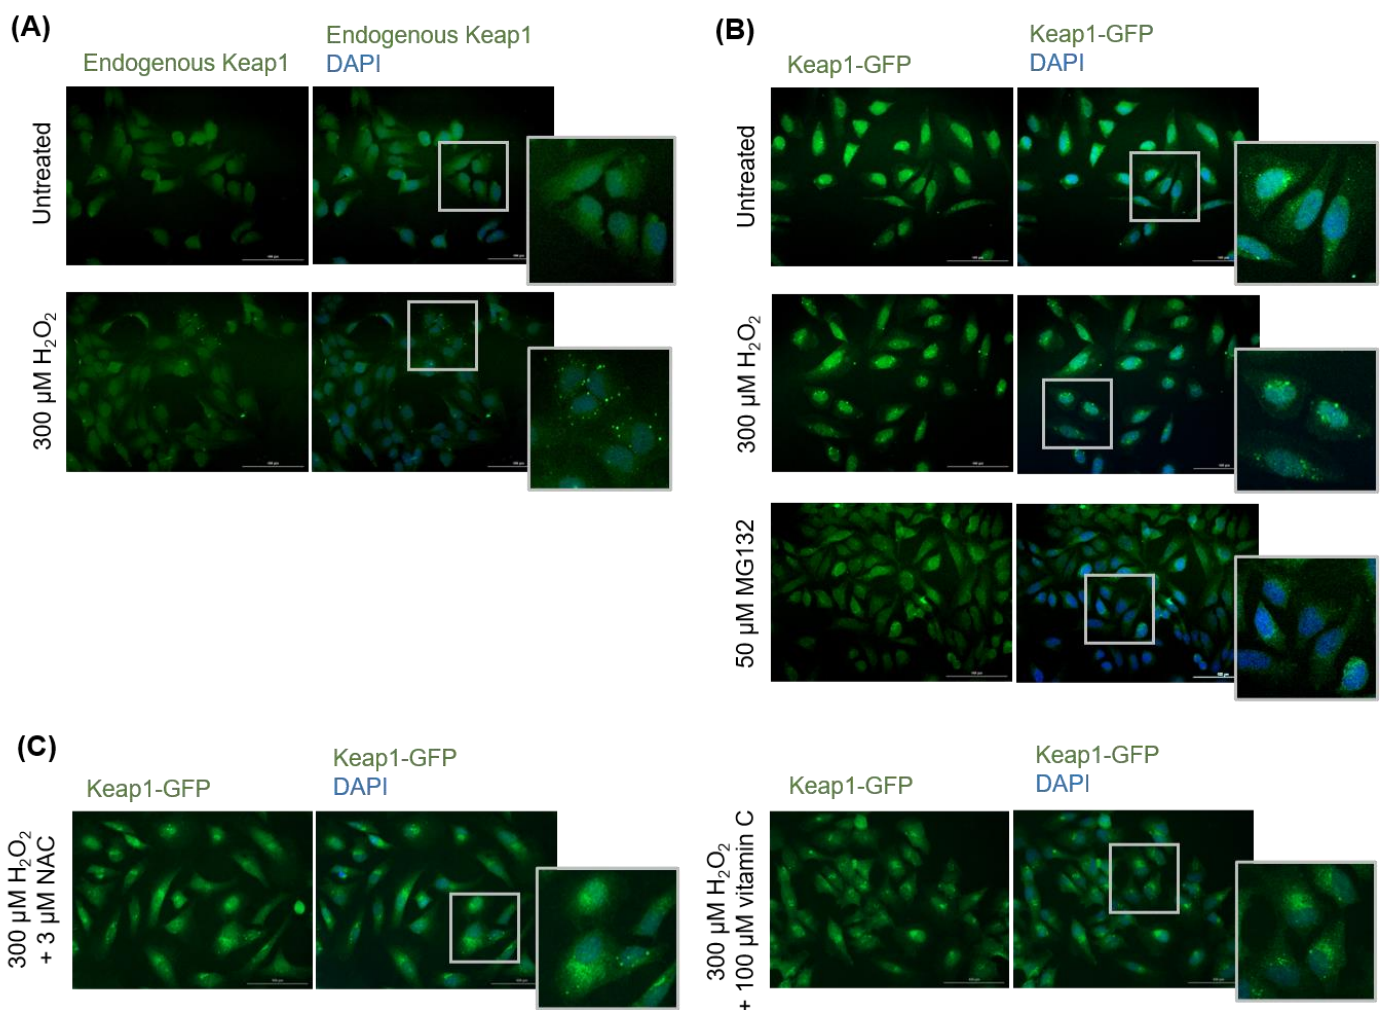 (A)
Endogenous Keap1
Endogenous Keap1
DAPI
Untreated
300 µM H₂O₂
(B)
Keap1-GFP
Keap1-GFP
DAPI
Untreated
300 µM H₂O₂
50 µM MG132
(C)
Keap1-GFP
Keap1-GFP
DAPI
300 µM H₂O₂
+ 3 µM NAC
Keap1-GFP
Keap1-GFP
DAPI
300 µM H₂O₂
+ 100 µM vitamin C